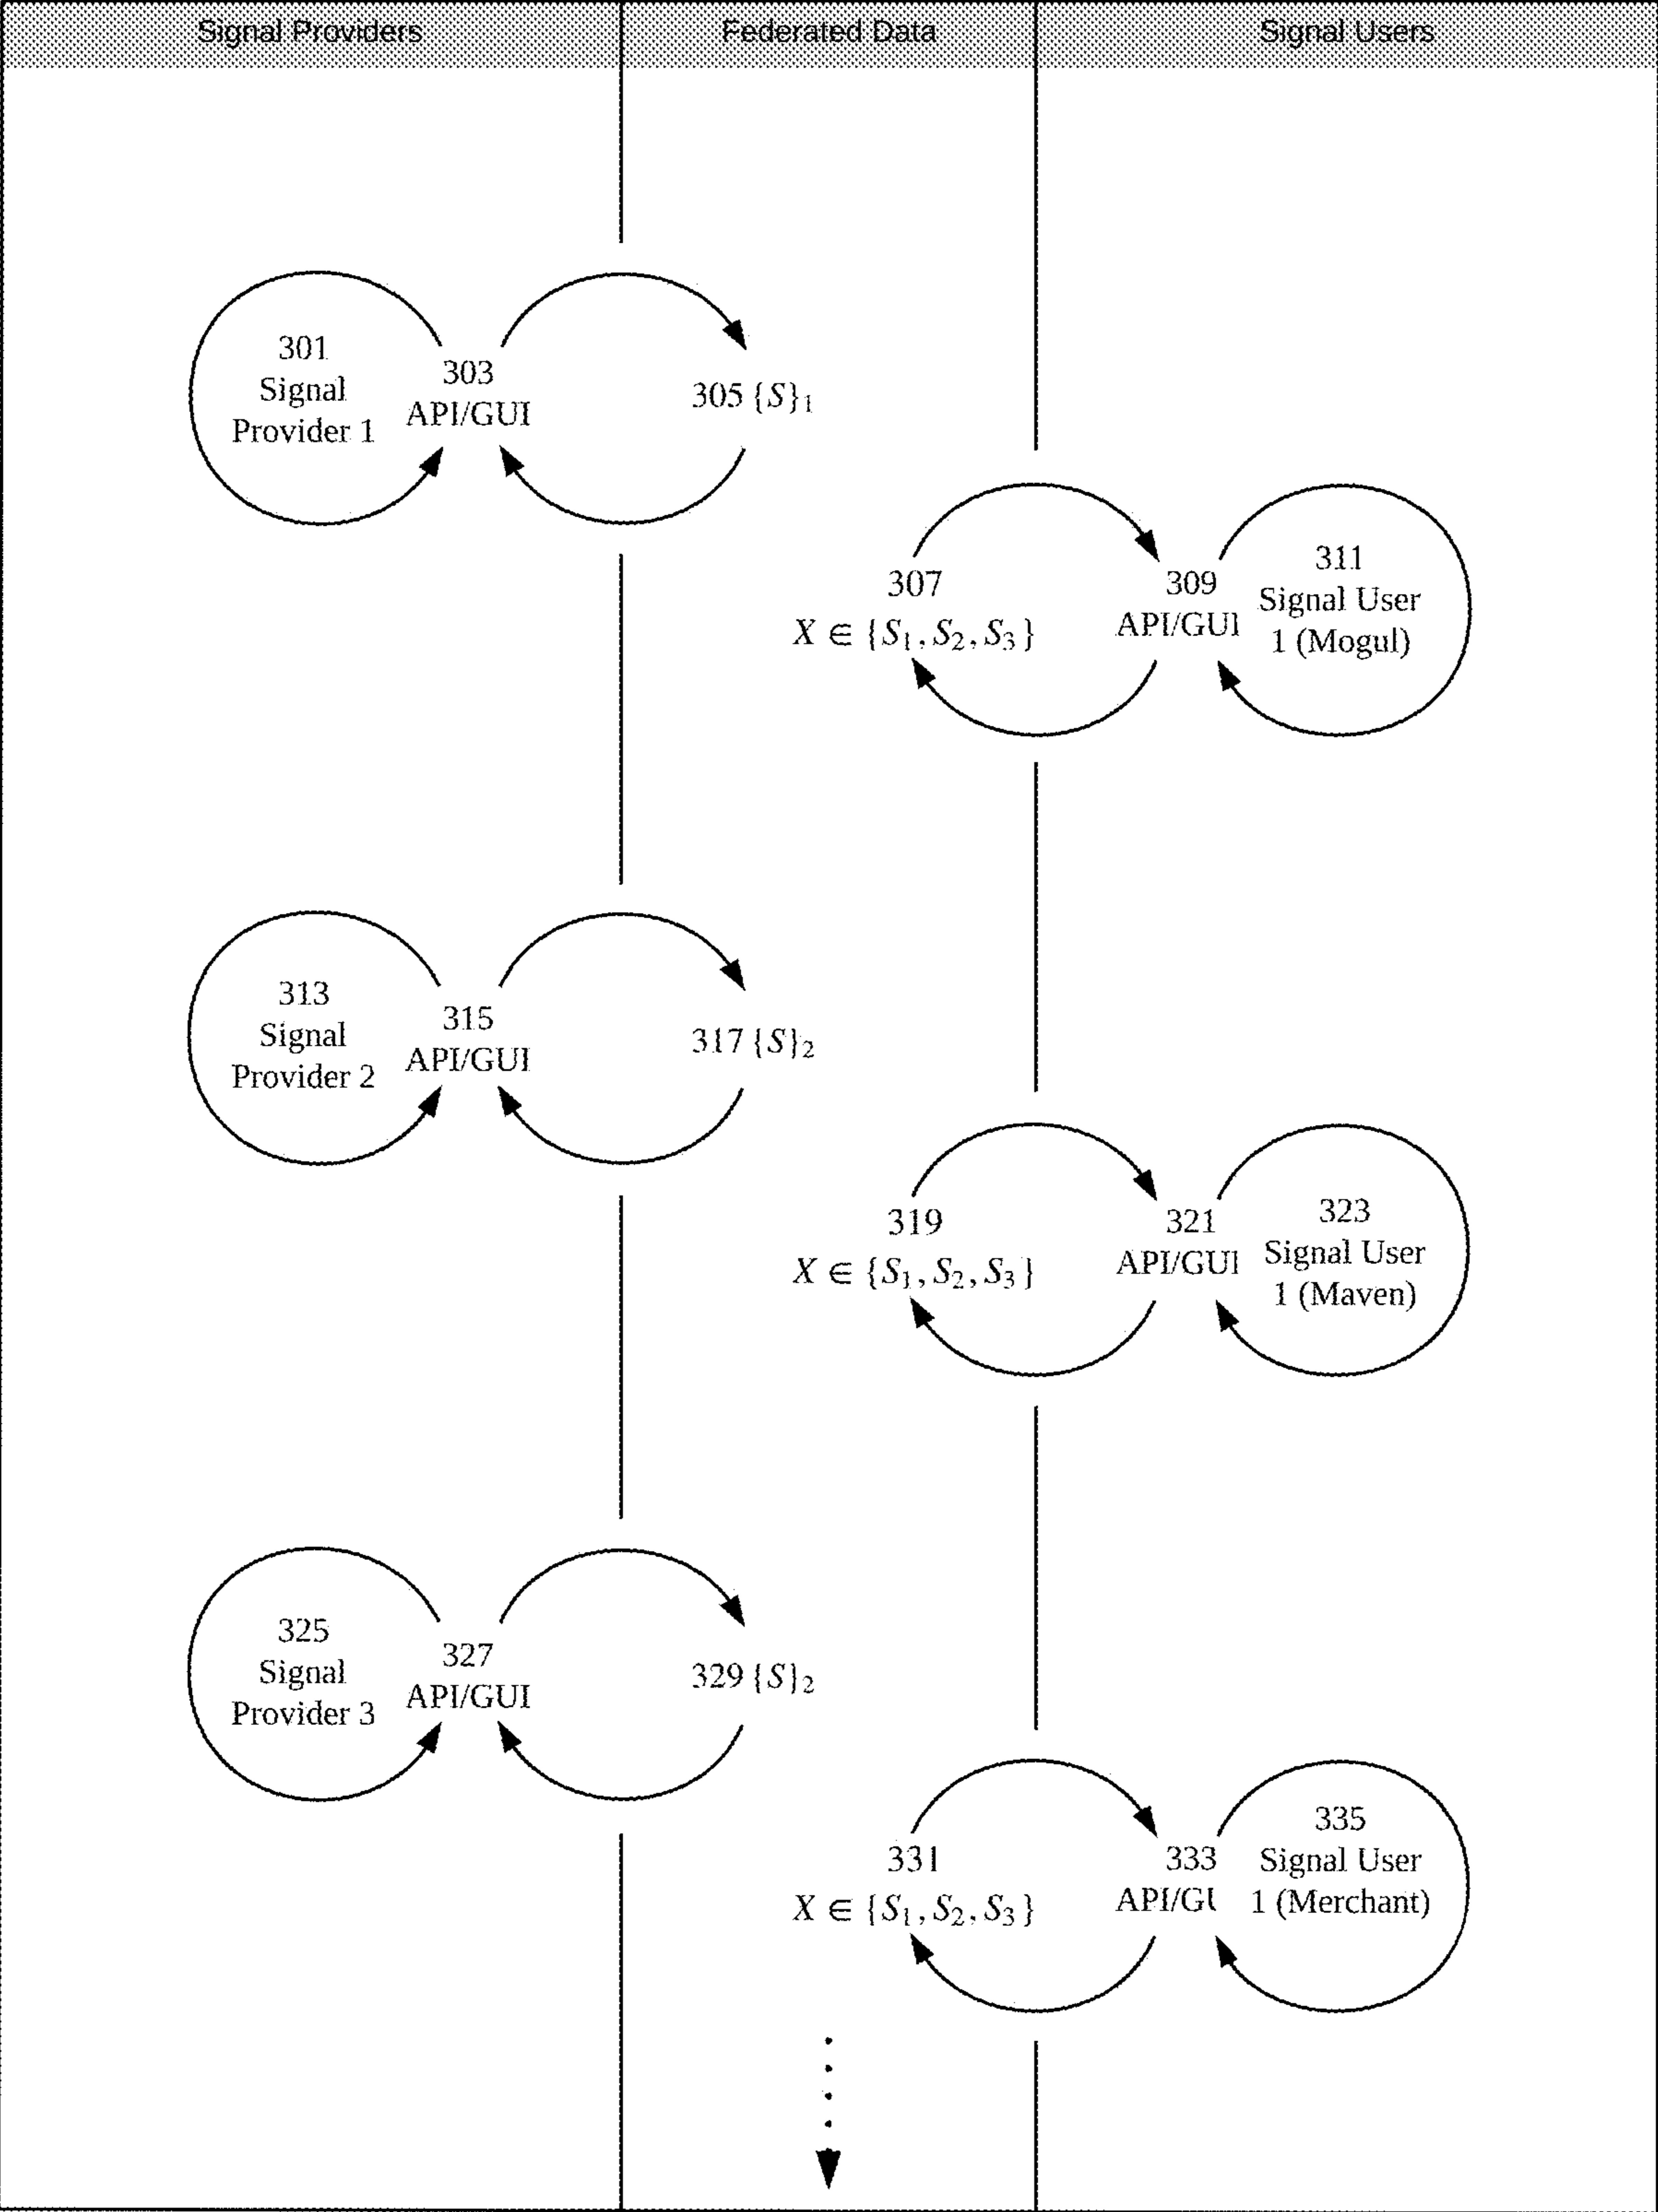 Signal Providers
Federated Data
Signal Users
301
Signal
Provider 1
303
API/GUI
305 {S}₁
307
X ∈ {S₁, S₂, S₃}
309
API/GUI
311
Signal User
1 (Mogul)
313
Signal
Provider 2
315
API/GUI
317 {S}₂
319
X ∈ {S₁, S₂, S₃}
321
API/GUI
323
Signal User
1 (Maven)
325
Signal
Provider 3
327
API/GUI
329 {S}₂
331
X ∈ {S₁, S₂, S₃}
333
API/GU
335
Signal User
1 (Merchant)